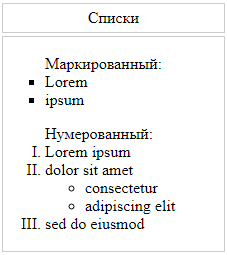 Списки
Маркированный:
Lorem
ipsum
Нумерованный:
I. Lorem ipsum
II. dolor sit amet
consectetur
adipiscing elit
III. sed do eiusmod